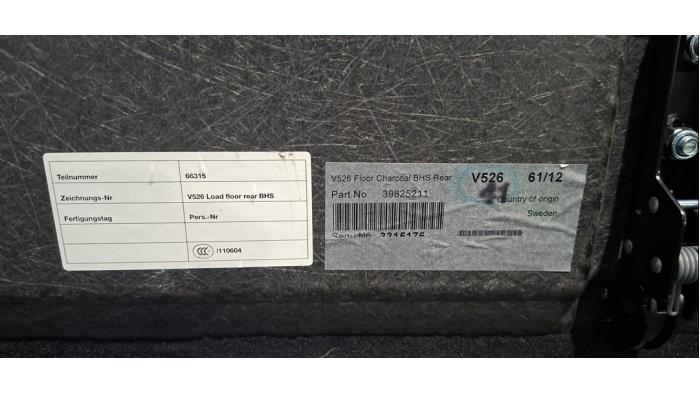 Teilnummer 66315
Zeichnungs-Nr V526 Load floor rear BHS
Fertigungstag Pers.-Nr
CCC I110604
V526 Floor Charcoal BHS Rear V526 61/12
Part No 39825211
Country of origin
Sweden